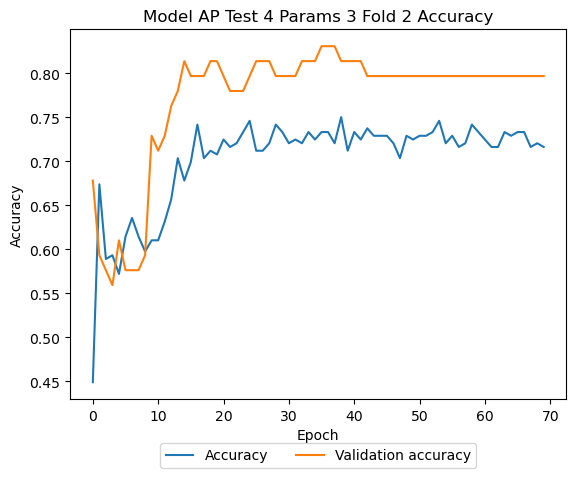 Model AP Test 4 Params 3 Fold 2 Accuracy
Accuracy
0.80
0.75
0.70
0.65
0.60
0.55
0.50
0.45
0 10 20 30 40 50 60 70
Epoch
Accuracy Validation accuracy